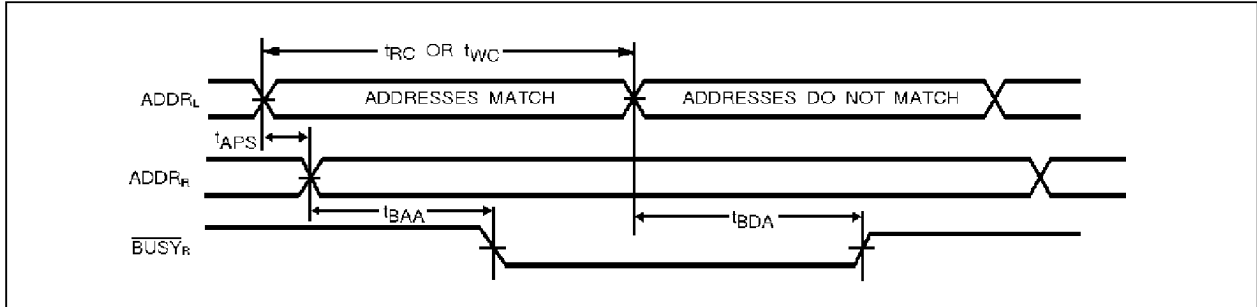 tRC OR tWC
ADDRL ADDRESSES MATCH ADDRESSES DO NOT MATCH
tAPS
ADDRR
tBAA tBDA
BUSYR